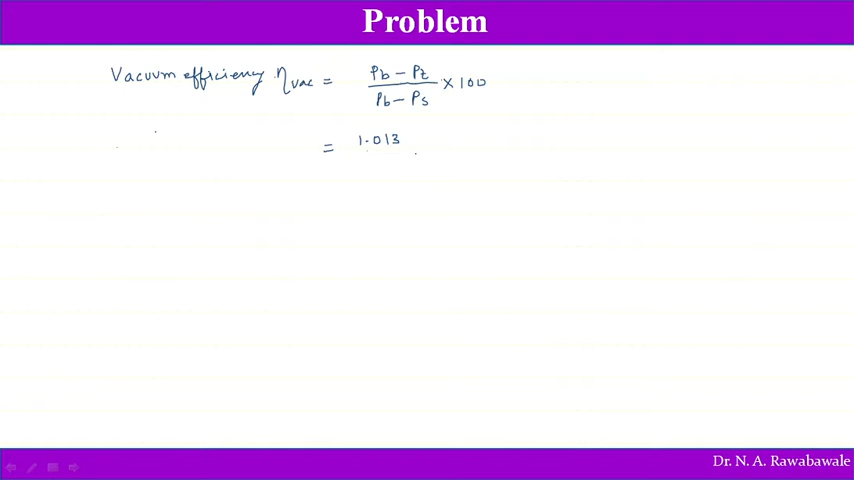 Problem
Vacuum efficiency ηvac = Pb - Pt / Pb - Ps × 100
= 1.013
Dr. N. A. Rawabawale